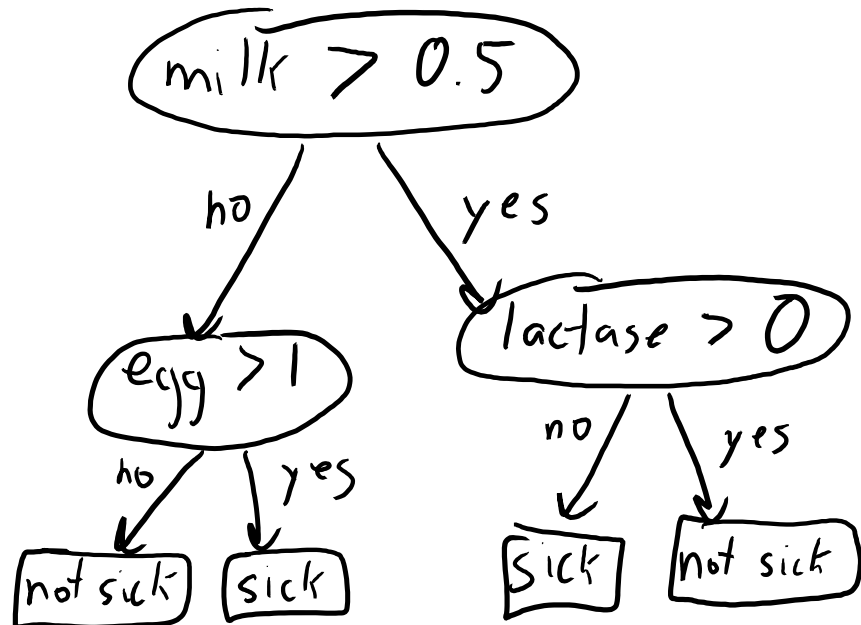 milk > 0.5
no
yes
lactase > 0
egg > 1
no
yes
no
yes
not sick
sick
sick
not sick